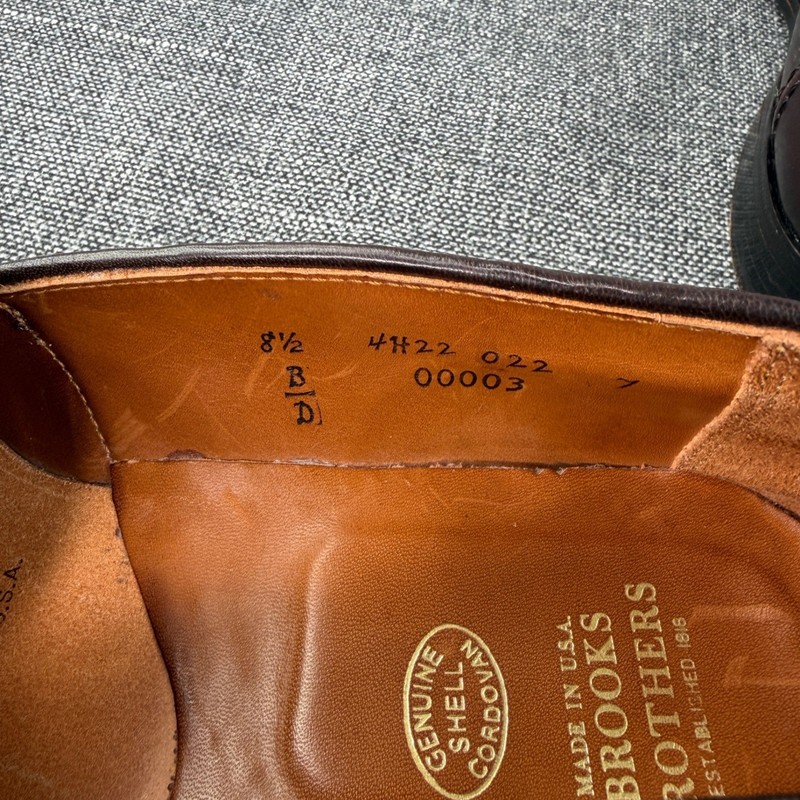 8½ 4H22 022
B 00003 7
D
U.S.A.
GENUINE
SHELL
CORDOVAN
MADE IN U.S.A.
BROOKS
BROTHERS
ESTABLISHED 1818